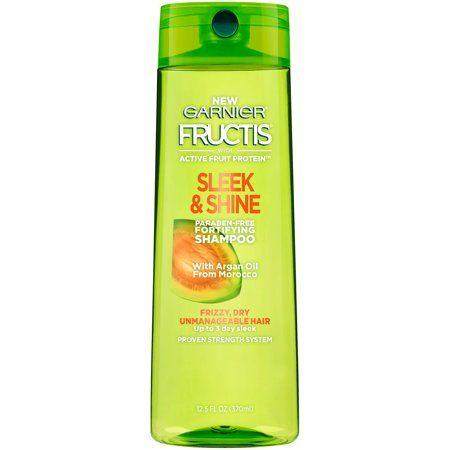 NEW
GARNIER
FRUCTIS
WITH
ACTIVE FRUIT PROTEIN™
SLEEK
& SHINE
PARABEN-FREE
FORTIFYING
SHAMPOO
With Argan Oil
From Morocco
FRIZZY, DRY
UNMANAGEABLE HAIR
Up to 3 day sleek
PROVEN STRENGTH SYSTEM
12.5 FL OZ (370ml)